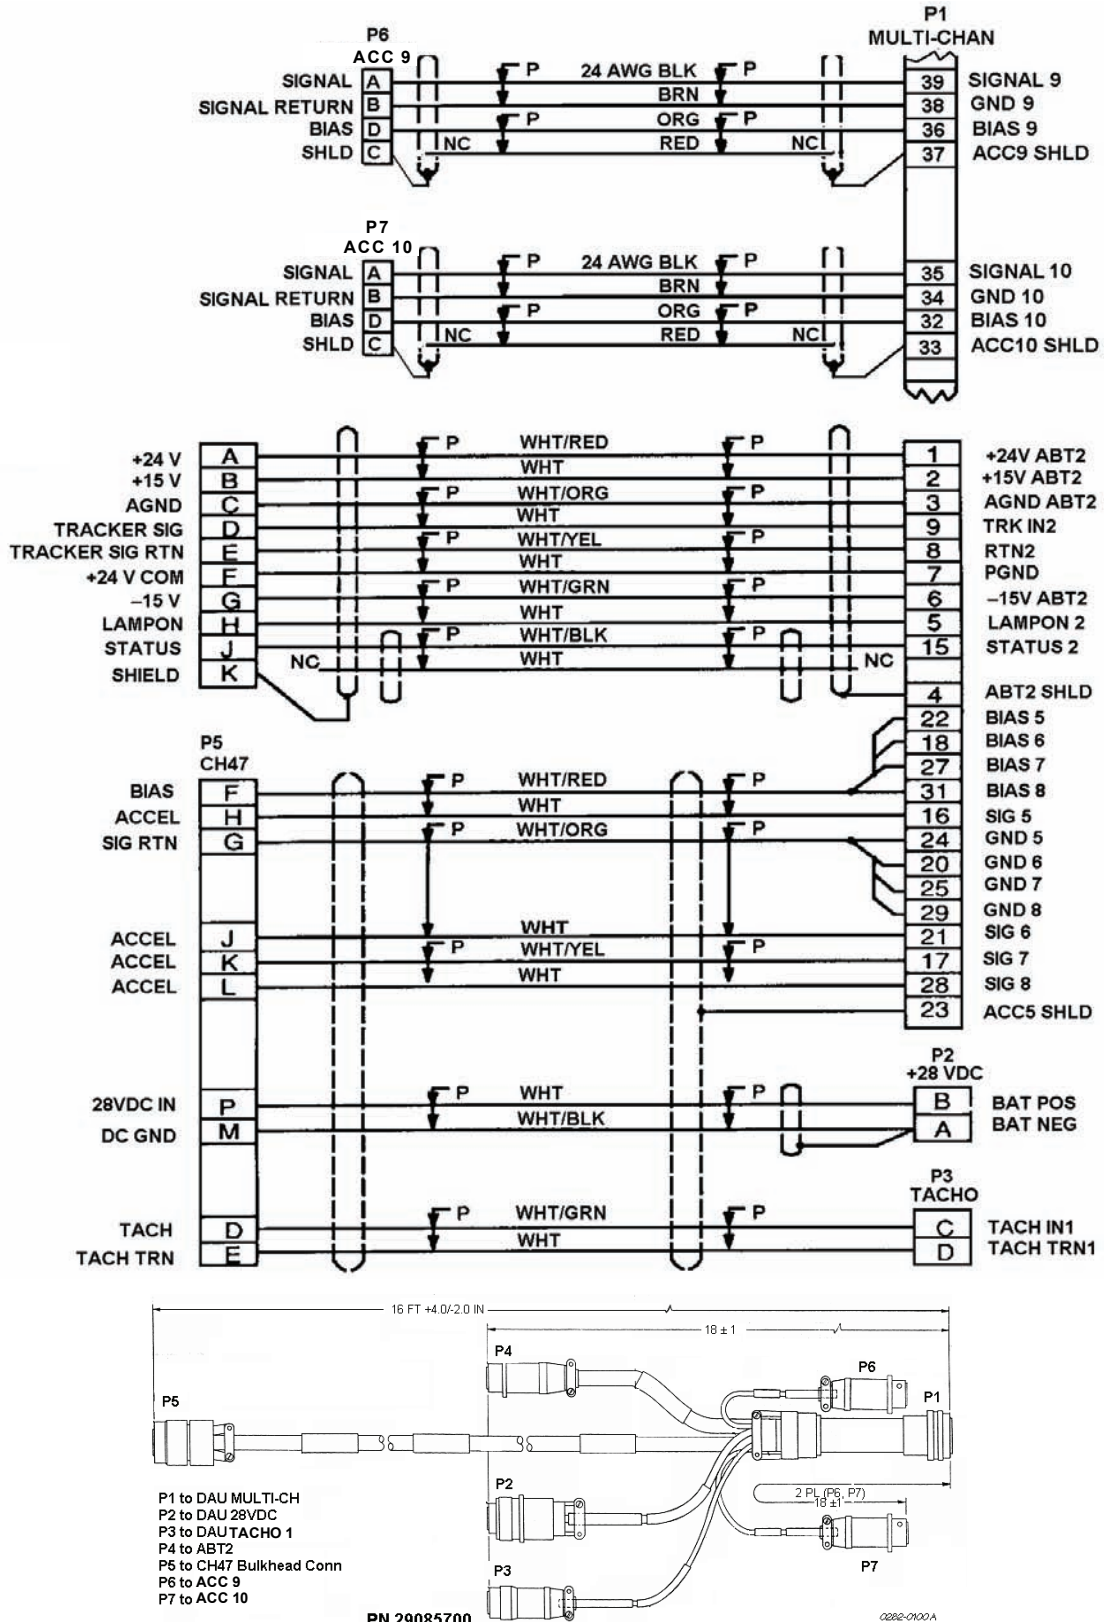 P1
MULTI-CHAN
P6
ACC 9
SIGNAL A P 24 AWG BLK P 39 SIGNAL 9
SIGNAL RETURN B BRN 38 GND 9
BIAS D P ORG P 36 BIAS 9
SHLD C NC RED NC 37 ACC9 SHLD
P7
ACC 10
SIGNAL A P 24 AWG BLK P 35 SIGNAL 10
SIGNAL RETURN B BRN 34 GND 10
BIAS D P ORG P 32 BIAS 10
SHLD C NC RED NC 33 ACC10 SHLD
+24 V A P WHT/RED P 1 +24V ABT2
+15 V B WHT 2 +15V ABT2
AGND C P WHT/ORG P 3 AGND ABT2
TRACKER SIG D WHT 9 TRK IN2
TRACKER SIG RTN E P WHT/YEL P 8 RTN2
+24 V COM F WHT 7 PGND
–15 V G P WHT/GRN P 6 –15V ABT2
LAMPON H WHT 5 LAMPON 2
STATUS J P WHT/BLK P 15 STATUS 2
NC WHT NC
SHIELD K
4 ABT2 SHLD
22 BIAS 5
18 BIAS 6
27 BIAS 7
P5
CH47
BIAS F P WHT/RED P 31 BIAS 8
ACCEL H WHT 16 SIG 5
SIG RTN G P WHT/ORG P 24 GND 5
20 GND 6
25 GND 7
29 GND 8
ACCEL J WHT 21 SIG 6
ACCEL K P WHT/YEL P 17 SIG 7
ACCEL L WHT 28 SIG 8
23 ACC5 SHLD
P2
+28 VDC
28VDC IN P P WHT P B BAT POS
DC GND M WHT/BLK A BAT NEG
P3
TACHO
TACH D P WHT/GRN P C TACH IN1
TACH TRN E WHT D TACH TRN1
16 FT +4.0/-2.0 IN
18 ± 1
P4
P6
P5
P1
P2
2 PL (P6, P7)
18 ±1
P3
P7
P1 to DAU MULTI-CH
P2 to DAU 28VDC
P3 to DAU TACHO 1
P4 to ABT2
P5 to CH47 Bulkhead Conn
P6 to ACC 9
P7 to ACC 10
PN 29085700
0282-0100A